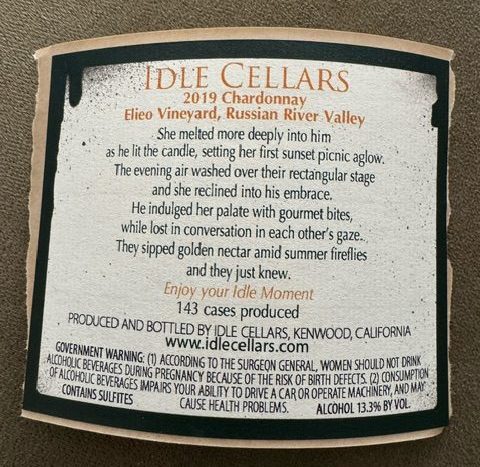 IDLE CELLARS
2019 Chardonnay
Elieo Vineyard, Russian River Valley
She melted more deeply into him
as he lit the candle, setting her first sunset picnic aglow.
The evening air washed over their rectangular stage
and she reclined into his embrace.
He indulged her palate with gourmet bites,
while lost in conversation in each other's gaze.
They sipped golden nectar amid summer fireflies
and they just knew.
Enjoy your Idle Moment
143 cases produced
PRODUCED AND BOTTLED BY IDLE CELLARS, KENWOOD, CALIFORNIA
www.idlecellars.com
GOVERNMENT WARNING: (1) ACCORDING TO THE SURGEON GENERAL, WOMEN SHOULD NOT DRINK
ALCOHOLIC BEVERAGES DURING PREGNANCY BECAUSE OF THE RISK OF BIRTH DEFECTS. (2) CONSUMPTION
OF ALCOHOLIC BEVERAGES IMPAIRS YOUR ABILITY TO DRIVE A CAR OR OPERATE MACHINERY, AND MAY
CAUSE HEALTH PROBLEMS.
CONTAINS SULFITES
ALCOHOL 13.3% BY VOL.